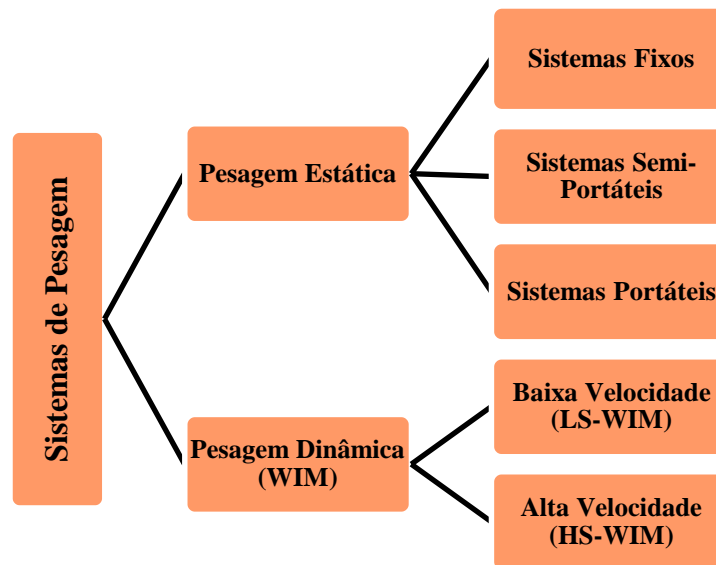 Sistemas de Pesagem
Pesagem Estática
Sistemas Fixos
Sistemas Semi-
Portáteis
Sistemas Portáteis
Pesagem Dinâmica
(WIM)
Baixa Velocidade
(LS-WIM)
Alta Velocidade
(HS-WIM)